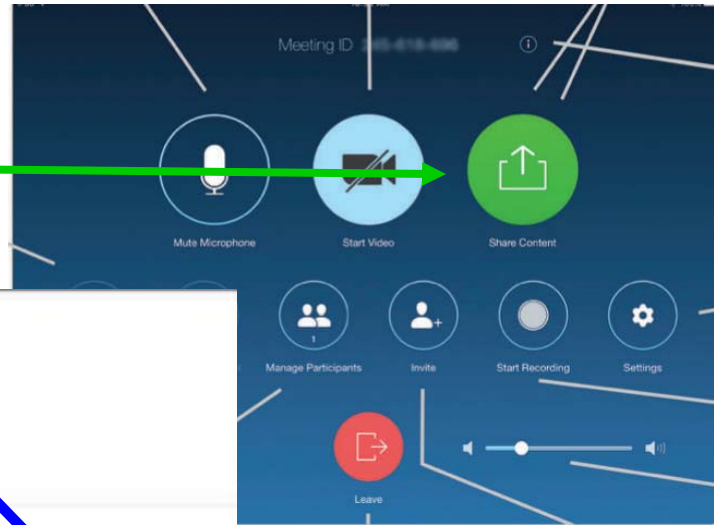 Meeting ID
Mute Microphone
Start Video
Share Content
1
Manage Participants
Invite
Start Recording
Settings
Leave